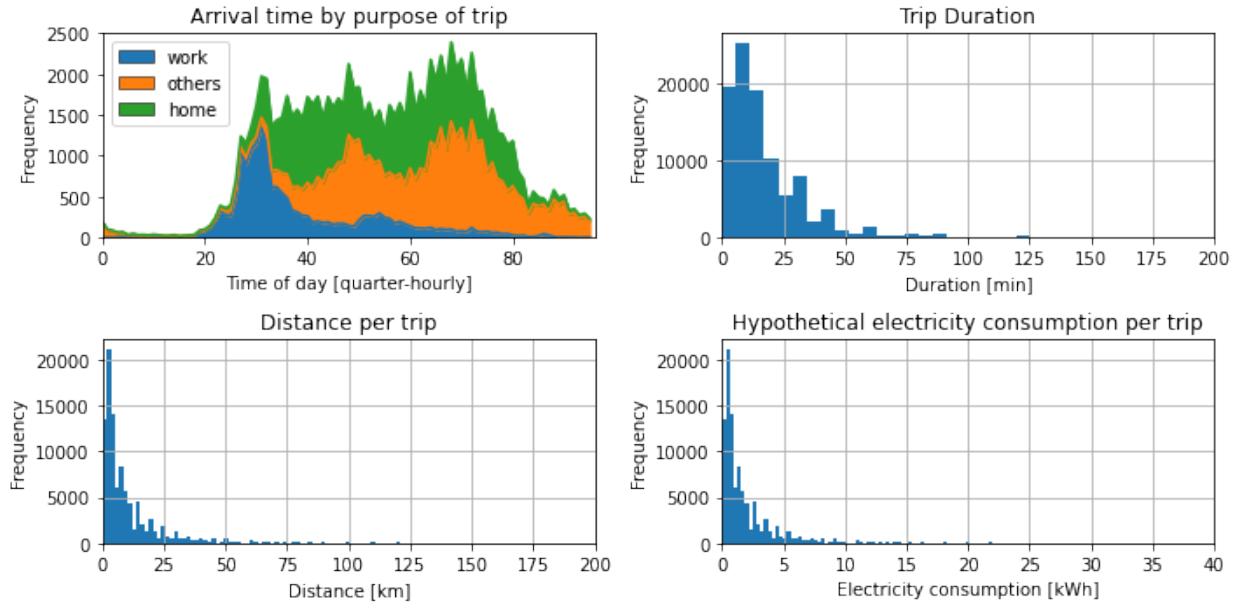 Arrival time by purpose of trip
2500
2000
1500
1000
500
0
Frequency
work
others
home
0 20 40 60 80
Time of day [quarter-hourly]
Trip Duration
20000
10000
0
Frequency
0 25 50 75 100 125 150 175 200
Duration [min]
Distance per trip
20000
15000
10000
5000
0
Frequency
0 25 50 75 100 125 150 175 200
Distance [km]
Hypothetical electricity consumption per trip
20000
15000
10000
5000
0
Frequency
0 5 10 15 20 25 30 35 40
Electricity consumption [kWh]